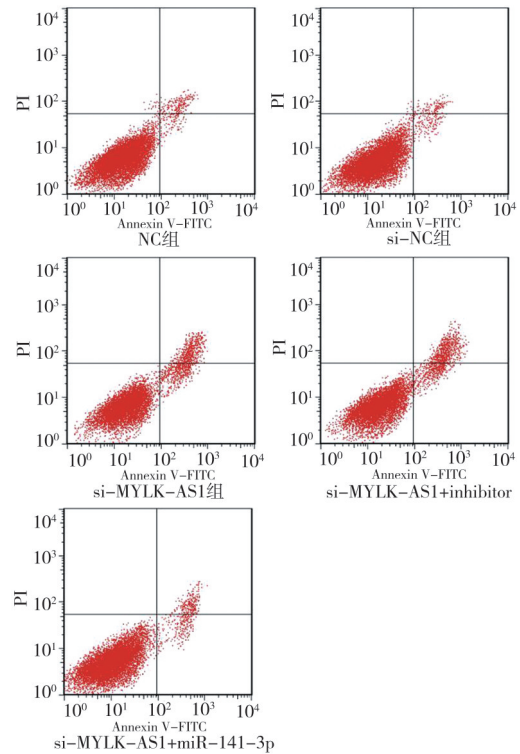 10⁴
10³
PI
10²
10¹
10⁰
10⁰ 10¹ 10² 10³ 10⁴
Annexin V-FITC
NC组
10⁴
10³
PI
10²
10¹
10⁰
10⁰ 10¹ 10² 10³ 10⁴
Annexin V-FITC
si-NC组
10⁴
10³
PI
10²
10¹
10⁰
10⁰ 10¹ 10² 10³ 10⁴
Annexin V-FITC
si-MYLK-AS1组
10⁴
10³
PI
10²
10¹
10⁰
10⁰ 10¹ 10² 10³ 10⁴
Annexin V-FITC
si-MYLK-AS1+inhibitor
10⁴
10³
PI
10²
10¹
10⁰
10⁰ 10¹ 10² 10³ 10⁴
Annexin V-FITC
si-MYLK-AS1+miR-141-3p